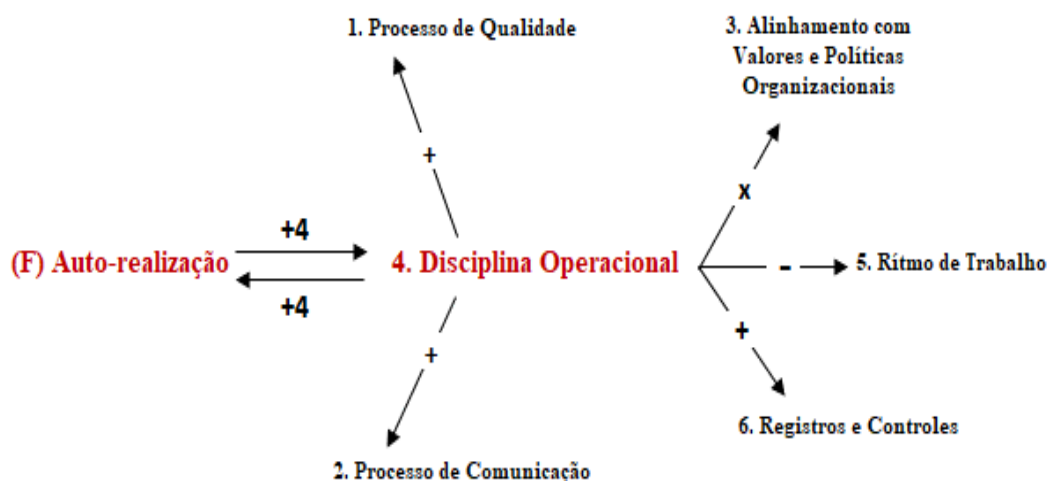 1. Processo de Qualidade
3. Alinhamento com
Valores e Políticas
Organizacionais
+
x
+4
(F) Auto-realização
4. Disciplina Operacional
-
5. Rítmo de Trabalho
+4
+
+
6. Registros e Controles
2. Processo de Comunicação